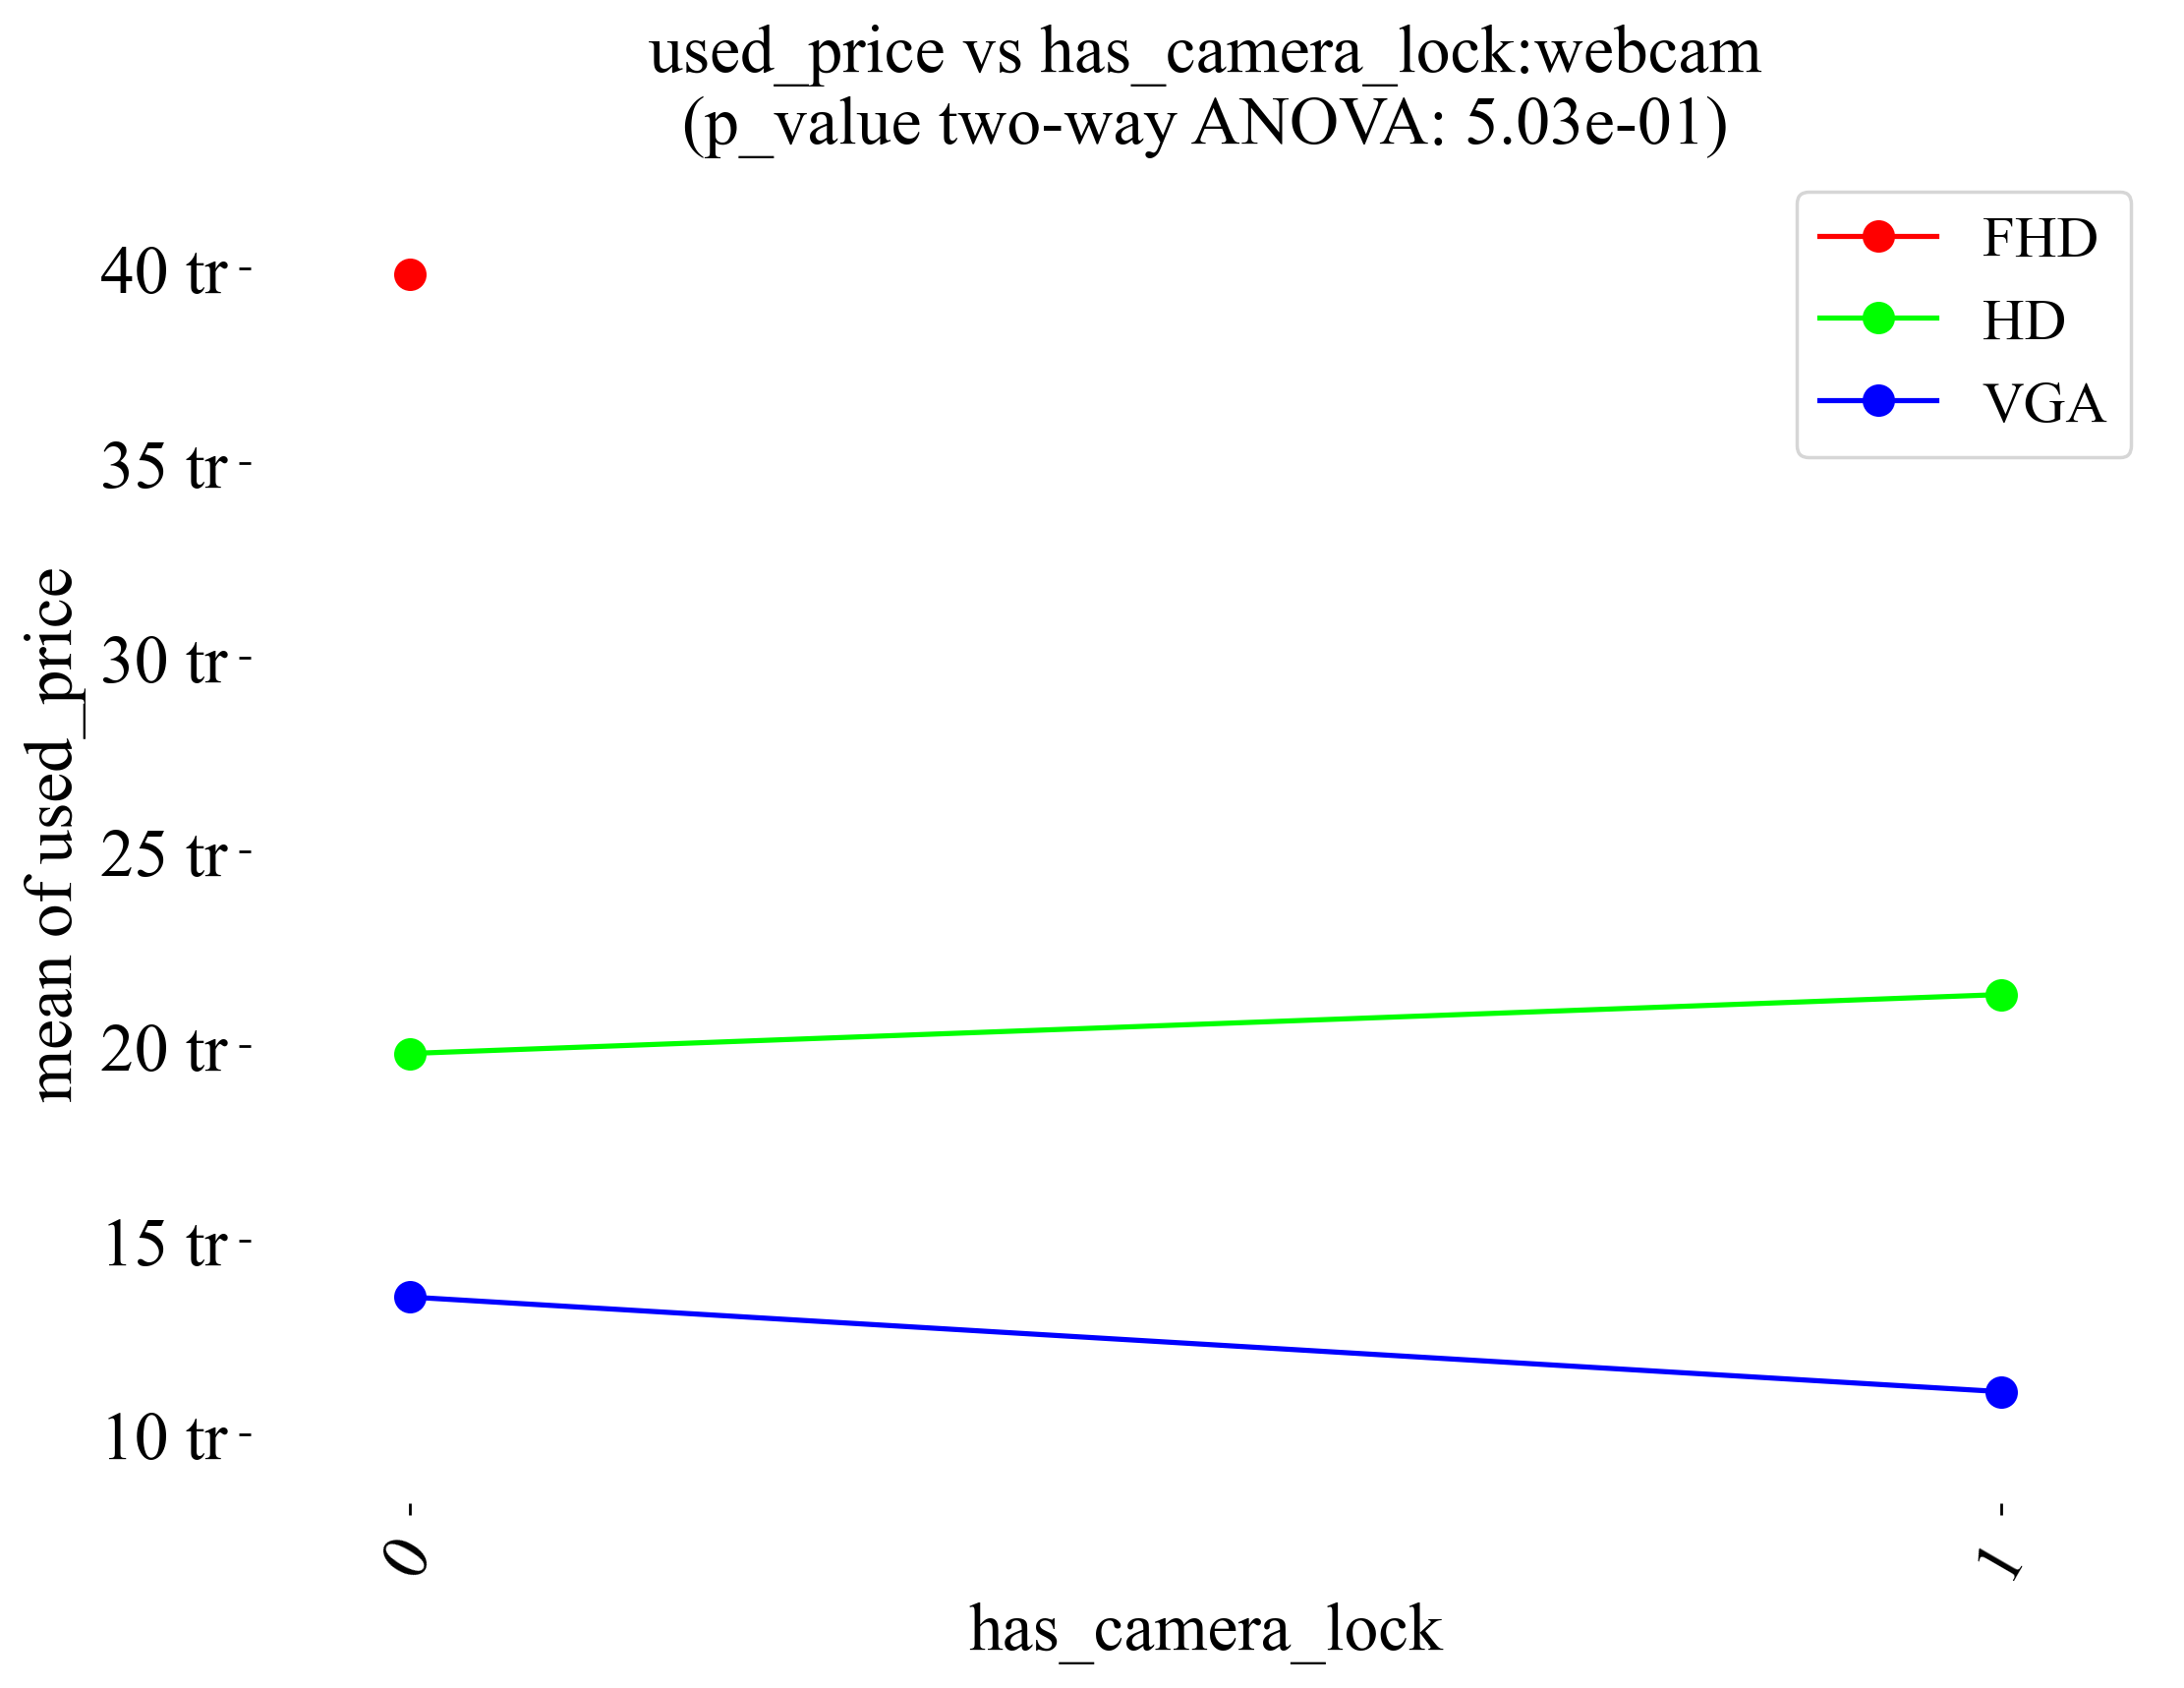 used_price vs has_camera_lock:webcam
(p_value two-way ANOVA: 5.03e-01)
FHD
HD
VGA
mean of used_price
40 tr
35 tr
30 tr
25 tr
20 tr
15 tr
10 tr
0
1
has_camera_lock